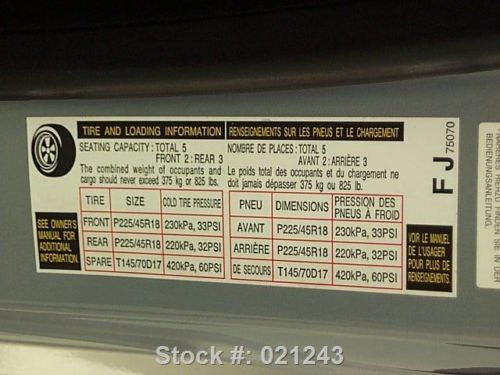 TIRE AND LOADING INFORMATION
SEATING CAPACITY: TOTAL 5
FRONT 2 : REAR 3
The combined weight of occupants and
cargo should never exceed 375 kg or 825 lbs.
TIRE SIZE COLD TIRE PRESSURE
FRONT P225/45R18 230kPa, 33PSI
REAR P225/45R18 220kPa, 32PSI
SPARE T145/70D17 420kPa, 60PSI
SEE OWNER'S
MANUAL FOR
ADDITIONAL
INFORMATION.
RENSEIGNEMENTS SUR LES PNEUS ET LE CHARGEMENT
NOMBRE DE PLACES: TOTAL 5
AVANT 2 : ARRIÈRE 3
Le poids total des occupants et du chargement ne
doit jamais dépasser 375 kg ou 825 lb.
PNEU DIMENSIONS PRESSION DES
PNEUS À FROID
AVANT P225/45R18 230kPa, 33PSI
ARRIÈRE P225/45R18 220kPa, 32PSI
DE SECOURS T145/70D17 420kPa, 60PSI
VOIR LE MANUEL
DE L'USAGER
POUR PLUS DE
RENSEIGNEMENTS.
FJ 75070
FINDEN SIE IN DER
BEDIENUNGSANLEITUNG.
Stock #: 021243